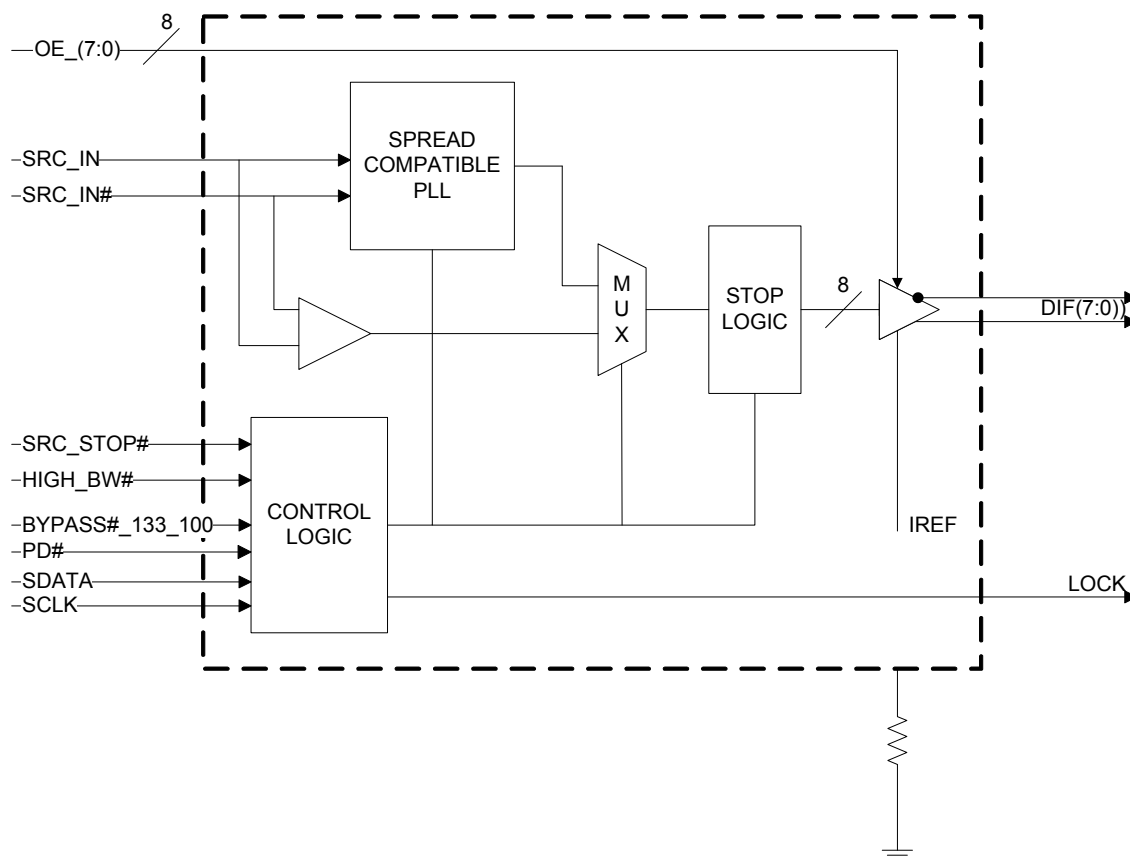 8
OE_(7:0)
SPREAD
COMPATIBLE
PLL
SRC_IN
SRC_IN#
M
U
X
STOP
LOGIC
8
DIF(7:0))
SRC_STOP#
HIGH_BW#
BYPASS#_133_100
PD#
SDATA
SCLK
CONTROL
LOGIC
IREF
LOCK